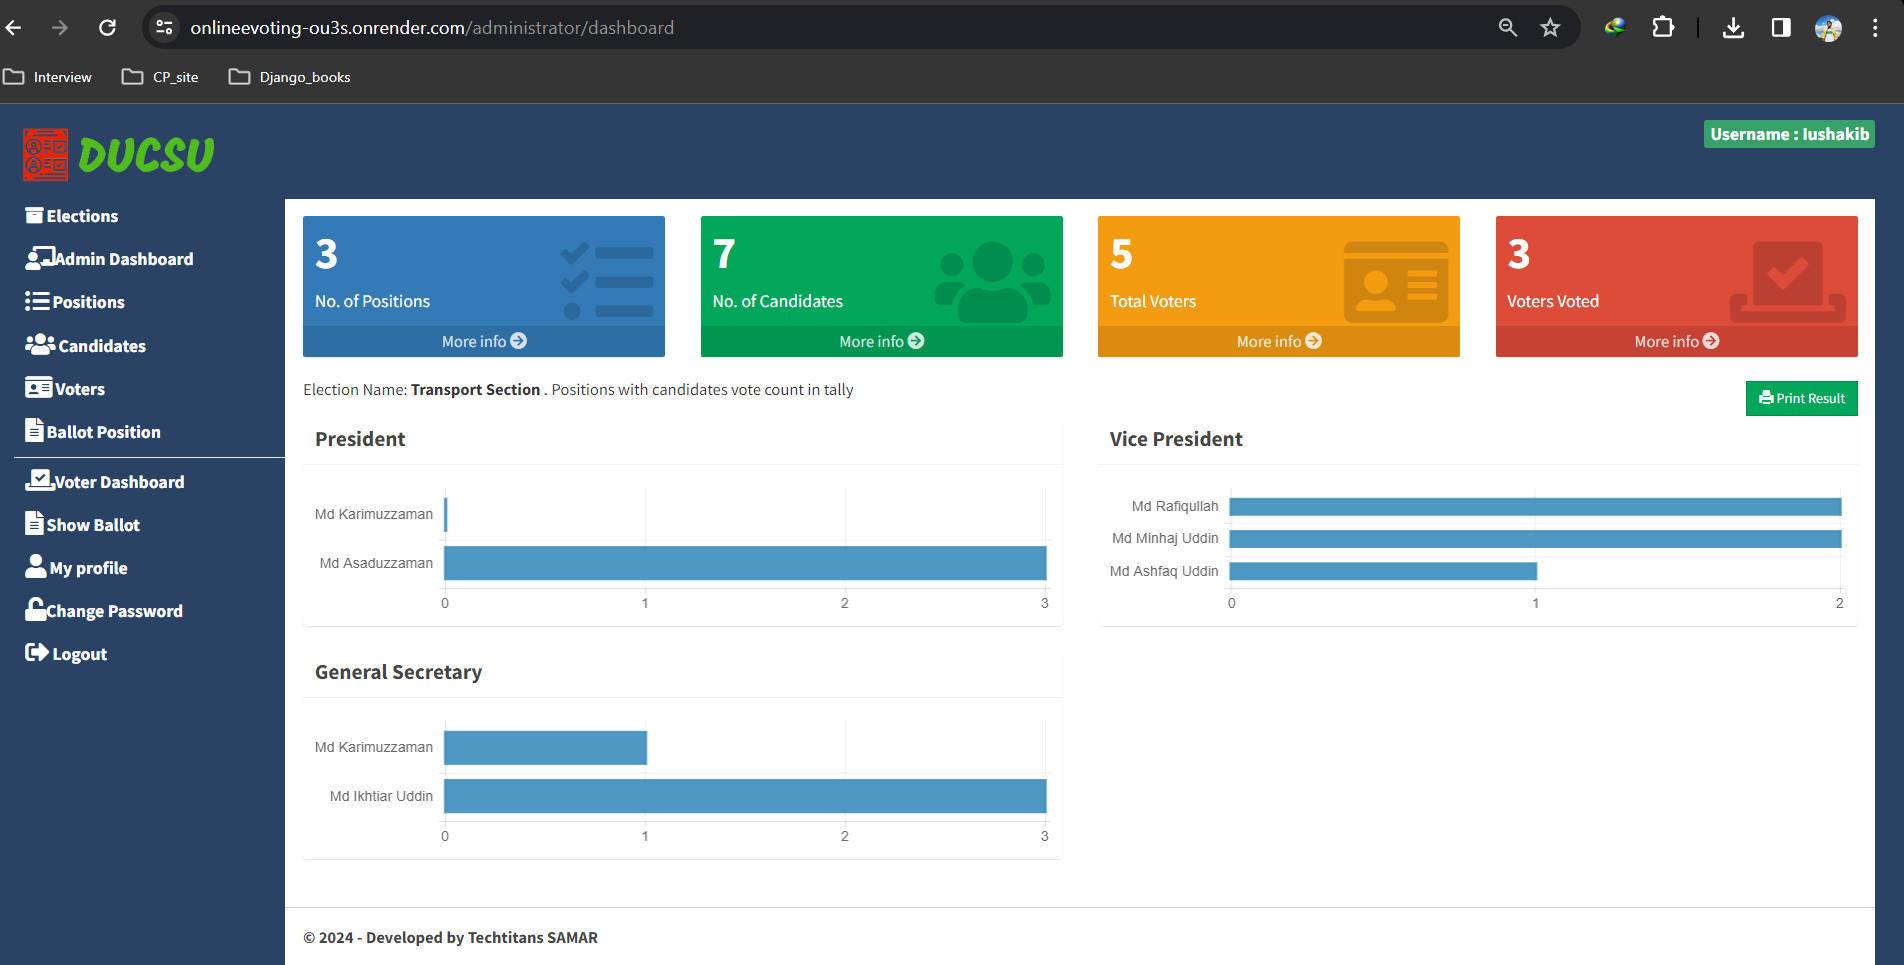 onlineevoting-ou3s.onrender.com/administrator/dashboard
Interview CP_site Django_books
DUCSU
Username : Iushakib
Elections
Admin Dashboard
Positions
Candidates
Voters
Ballot Position
Voter Dashboard
Show Ballot
My profile
Change Password
Logout
3
No. of Positions
More info
7
No. of Candidates
More info
5
Total Voters
More info
3
Voters Voted
More info
Election Name: Transport Section . Positions with candidates vote count in tally
Print Result
President
Md Karimuzzaman
Md Asaduzzaman
0 1 2 3
Vice President
Md Rafiqullah
Md Minhaj Uddin
Md Ashfaq Uddin
0 1 2
General Secretary
Md Karimuzzaman
Md Ikhtiar Uddin
0 1 2 3
© 2024 - Developed by Techtitans SAMAR